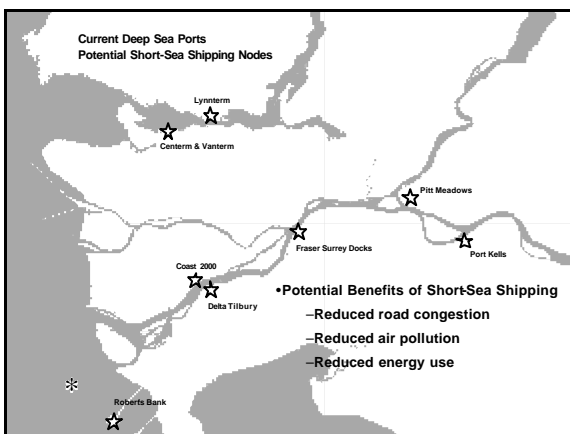 Current Deep Sea Ports
Potential Short-Sea Shipping Nodes
Lynnterm
Centerm & Vanterm
Pitt Meadows
Fraser Surrey Docks
Port Kells
Coast 2000
Delta Tilbury
•Potential Benefits of Short-Sea Shipping
–Reduced road congestion
–Reduced air pollution
–Reduced energy use
Roberts Bank